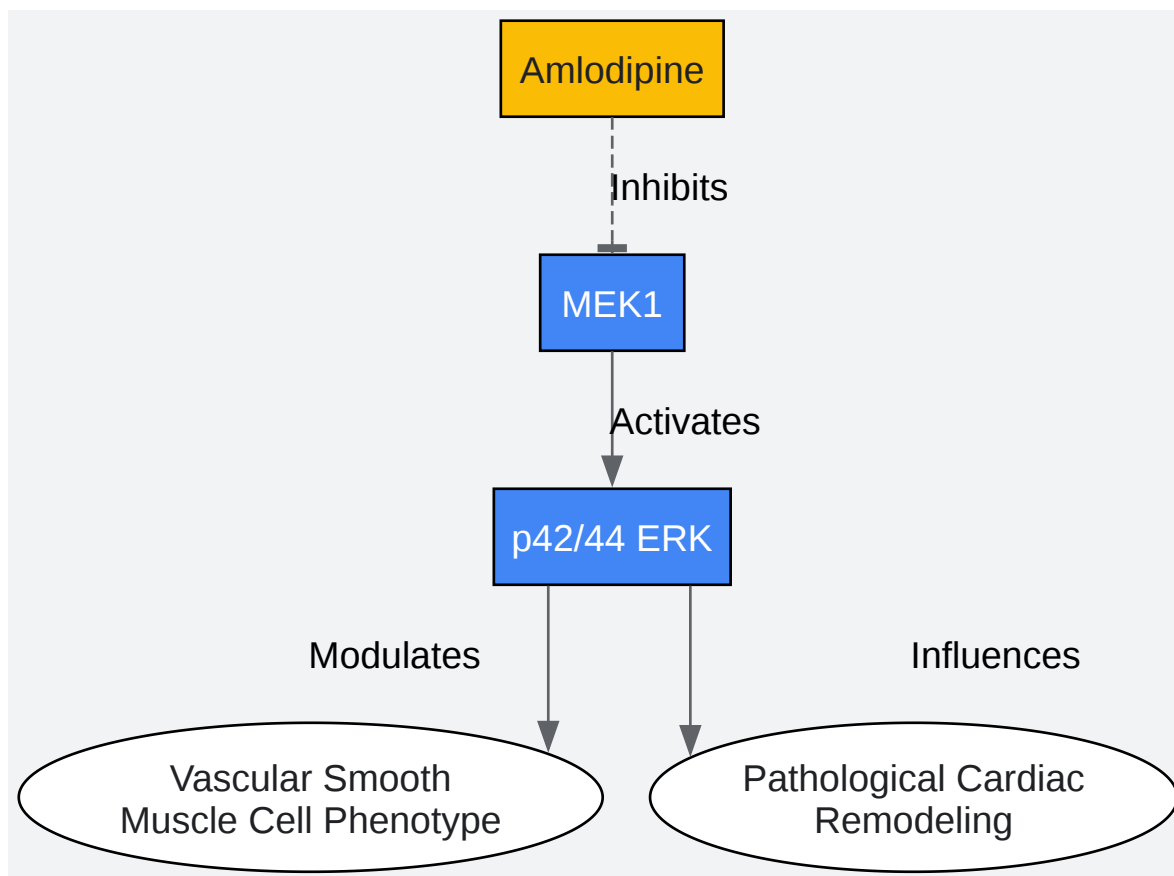 Amlodipine
Inhibits
MEK1
Activates
p42/44 ERK
Modulates
Influences
Vascular Smooth
Muscle Cell Phenotype
Pathological Cardiac
Remodeling